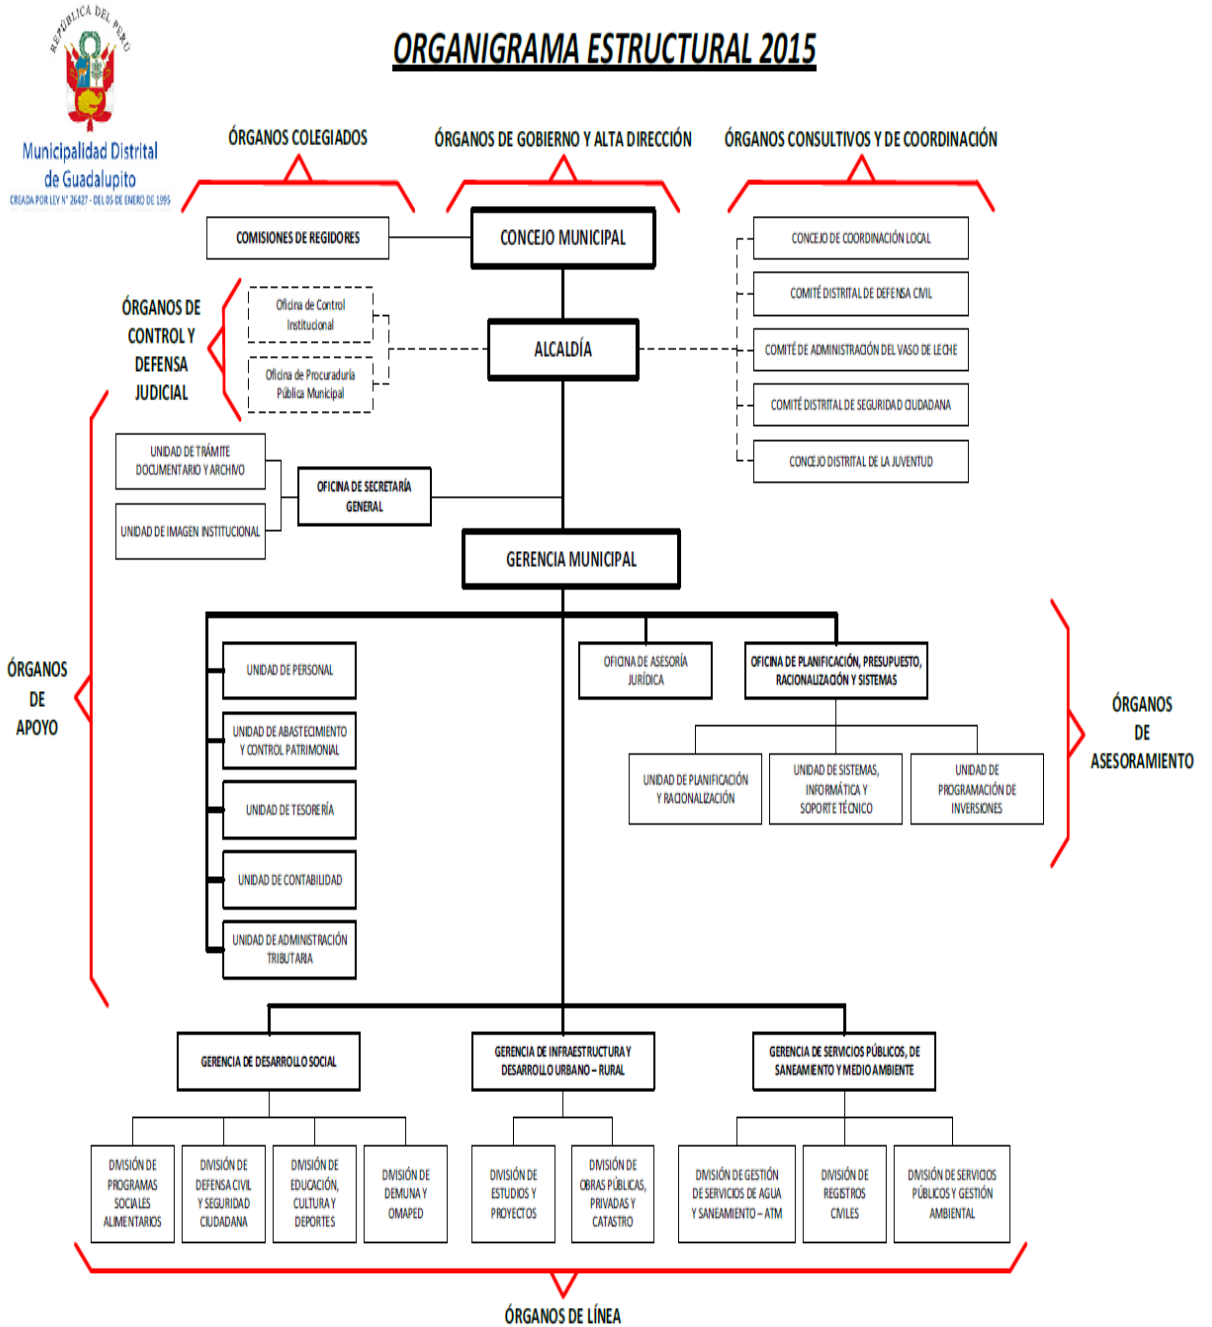 REPÚBLICA DEL PERÚ
ORGANIGRAMA ESTRUCTURAL 2015
Municipalidad Distrital
de Guadalupito
CREADA POR LEY N° 26427 - DEL 05 DE ENERO DE 1995
ÓRGANOS COLEGIADOS
ÓRGANOS DE GOBIERNO Y ALTA DIRECCIÓN
ÓRGANOS CONSULTIVOS Y DE COORDINACIÓN
COMISIONES DE REGIDORES
CONCEJO MUNICIPAL
CONCEJO DE COORDINACIÓN LOCAL
COMITÉ DISTRITAL DE DEFENSA CIVIL
COMITÉ DE ADMINISTRACIÓN DEL VASO DE LECHE
COMITÉ DISTRITAL DE SEGURIDAD CIUDADANA
CONCEJO DISTRITAL DE LA JUVENTUD
ÓRGANOS DE
CONTROL Y
DEFENSA
JUDICIAL
Oficina de Control
Institucional
Oficina de Procuraduría
Pública Municipal
ALCALDÍA
UNIDAD DE TRÁMITE
DOCUMENTARIO Y ARCHIVO
UNIDAD DE IMAGEN INSTITUCIONAL
OFICINA DE SECRETARÍA
GENERAL
GERENCIA MUNICIPAL
ÓRGANOS
DE
APOYO
UNIDAD DE PERSONAL
UNIDAD DE ABASTECIMIENTO
Y CONTROL PATRIMONIAL
UNIDAD DE TESORERÍA
UNIDAD DE CONTABILIDAD
UNIDAD DE ADMINISTRACIÓN
TRIBUTARIA
OFICINA DE ASESORÍA
JURÍDICA
OFICINA DE PLANIFICACIÓN, PRESUPUESTO,
RACIONALIZACIÓN Y SISTEMAS
UNIDAD DE PLANIFICACIÓN
Y RACIONALIZACIÓN
UNIDAD DE SISTEMAS,
INFORMÁTICA Y
SOPORTE TÉCNICO
UNIDAD DE
PROGRAMACIÓN DE
INVERSIONES
ÓRGANOS
DE
ASESORAMIENTO
GERENCIA DE DESARROLLO SOCIAL
GERENCIA DE INFRAESTRUCTURA Y
DESARROLLO URBANO – RURAL
GERENCIA DE SERVICIOS PÚBLICOS, DE
SANEAMIENTO Y MEDIO AMBIENTE
DIVISIÓN DE
PROGRAMAS
SOCIALES
ALIMENTARIOS
DIVISIÓN DE
DEFENSA CIVIL
Y SEGURIDAD
CIUDADANA
DIVISIÓN DE
EDUCACIÓN,
CULTURA Y
DEPORTES
DIVISIÓN DE
DEMUNA Y
OMAPED
DIVISIÓN DE
ESTUDIOS Y
PROYECTOS
DIVISIÓN DE
OBRAS PÚBLICAS,
PRIVADAS Y
CATASTRO
DIVISIÓN DE GESTIÓN
DE SERVICIOS DE AGUA
Y SANEAMIENTO – ATM
DIVISIÓN DE
REGISTROS
CIVILES
DIVISIÓN DE SERVICIOS
PÚBLICOS Y GESTIÓN
AMBIENTAL
ÓRGANOS DE LÍNEA